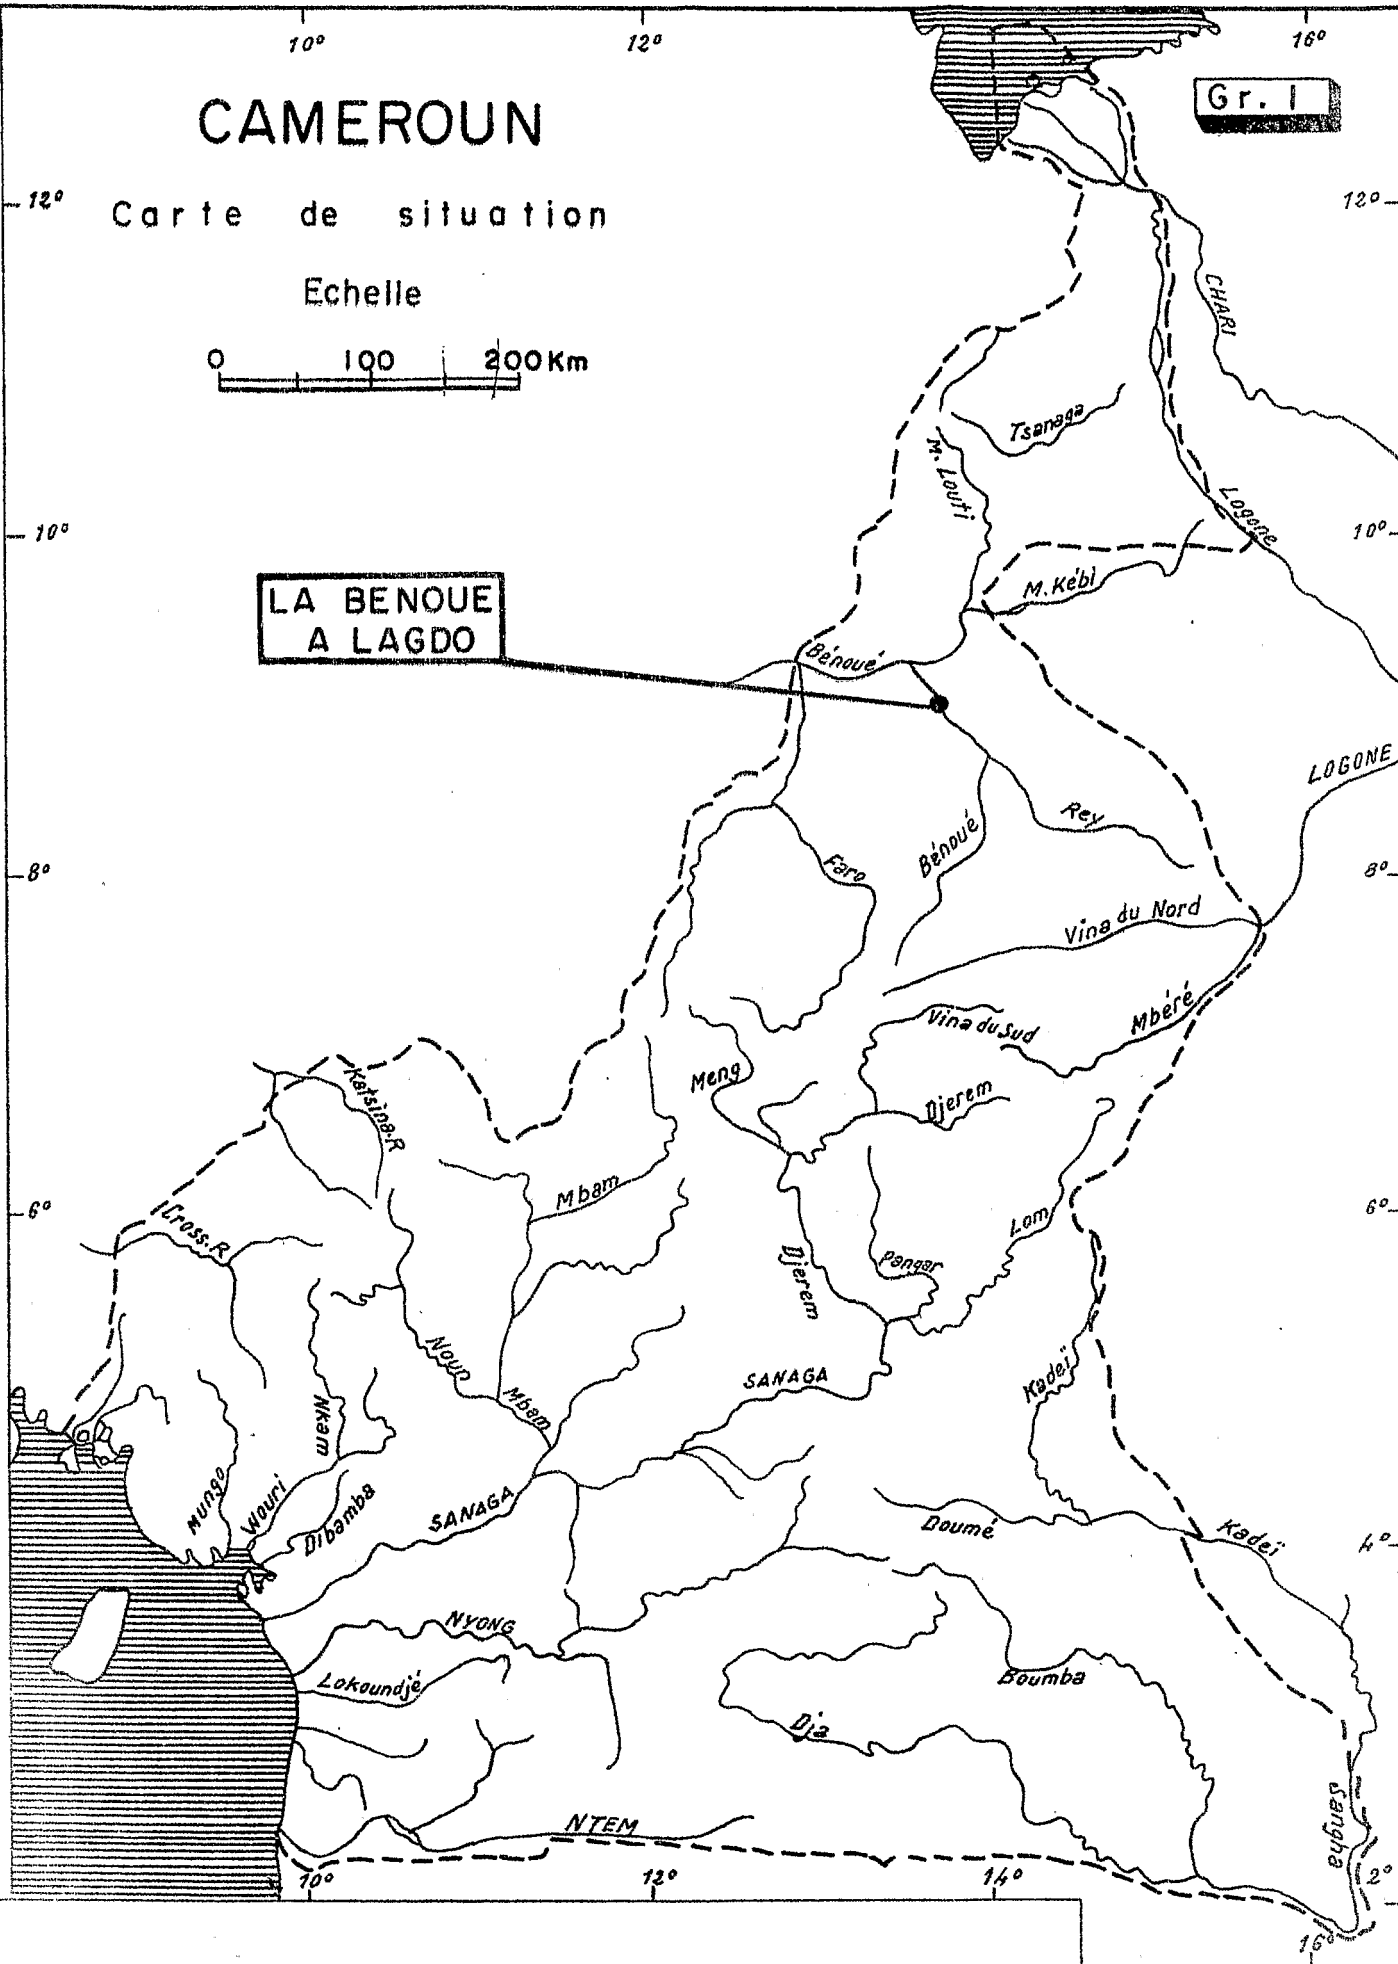 10°
12°
16°
Gr. I
CAMEROUN
12°
Carte de situation
12°
Echelle
0 100 200Km
CHARI
Tsanaga
M. Louti
Logone
10°
10°
M. Kébi
LA BENOUE
A LAGDO
Bénoué
LOGONE
Rey
Bénoué
Faro
8°
8°
Vina du Nord
Mbéré
Vina du Sud
Meng
Katsina.R
Djerem
Mbam
6°
6°
Cross.R
Lom
Djerem
Pangar
Noun
Kadeï
SANAGA
Mbam
Nkam
Mungo
Wouri
Dibamba
SANAGA
Doumé
Kadeï
4°
NYONG
Lokoundjé
Boumba
Dja
Sangha
NTEM
10°
12°
14°
2°
16°